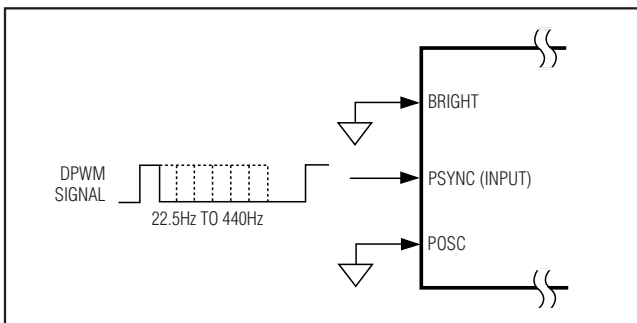 BRIGHT
DPWM
SIGNAL
PSYNC (INPUT)
22.5Hz TO 440Hz
POSC